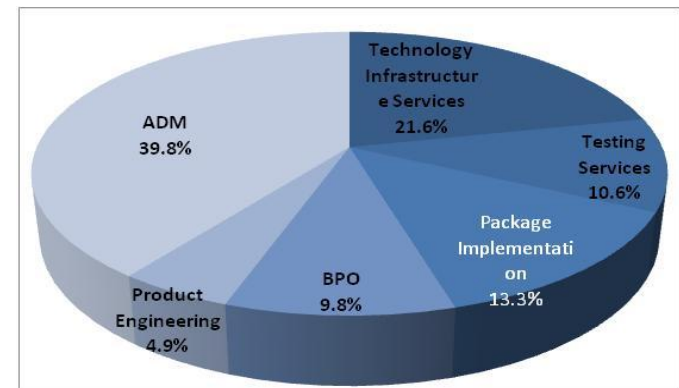 Technology
Infrastructur
e Services
21.6%
ADM
39.8%
Testing
Services
10.6%
Package
Implementati
on
13.3%
BPO
9.8%
Product
Engineering
4.9%